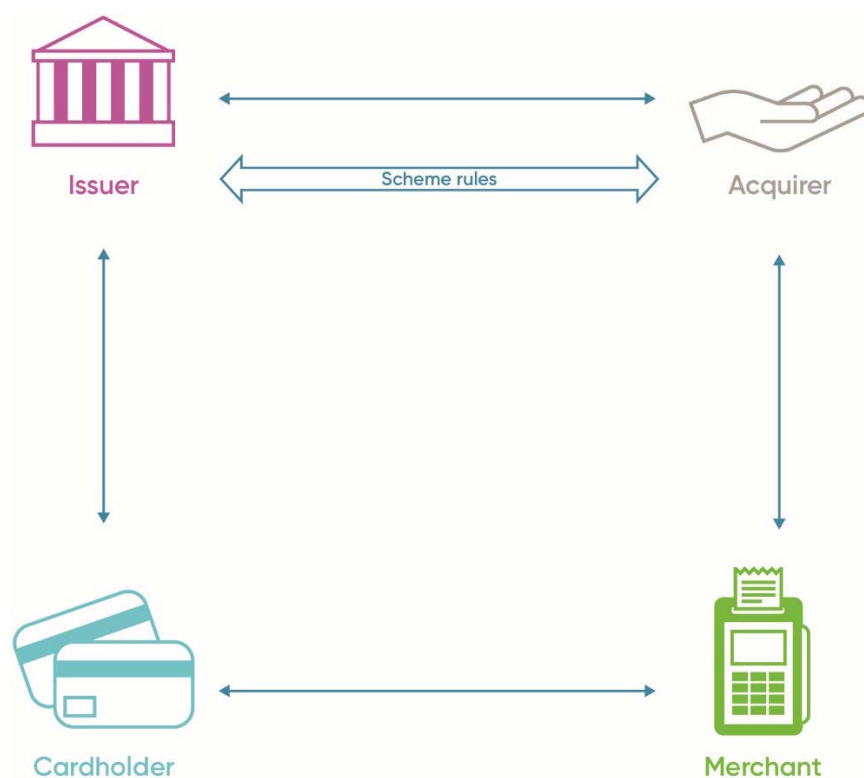 Issuer
Scheme rules
Acquirer
Cardholder
Merchant